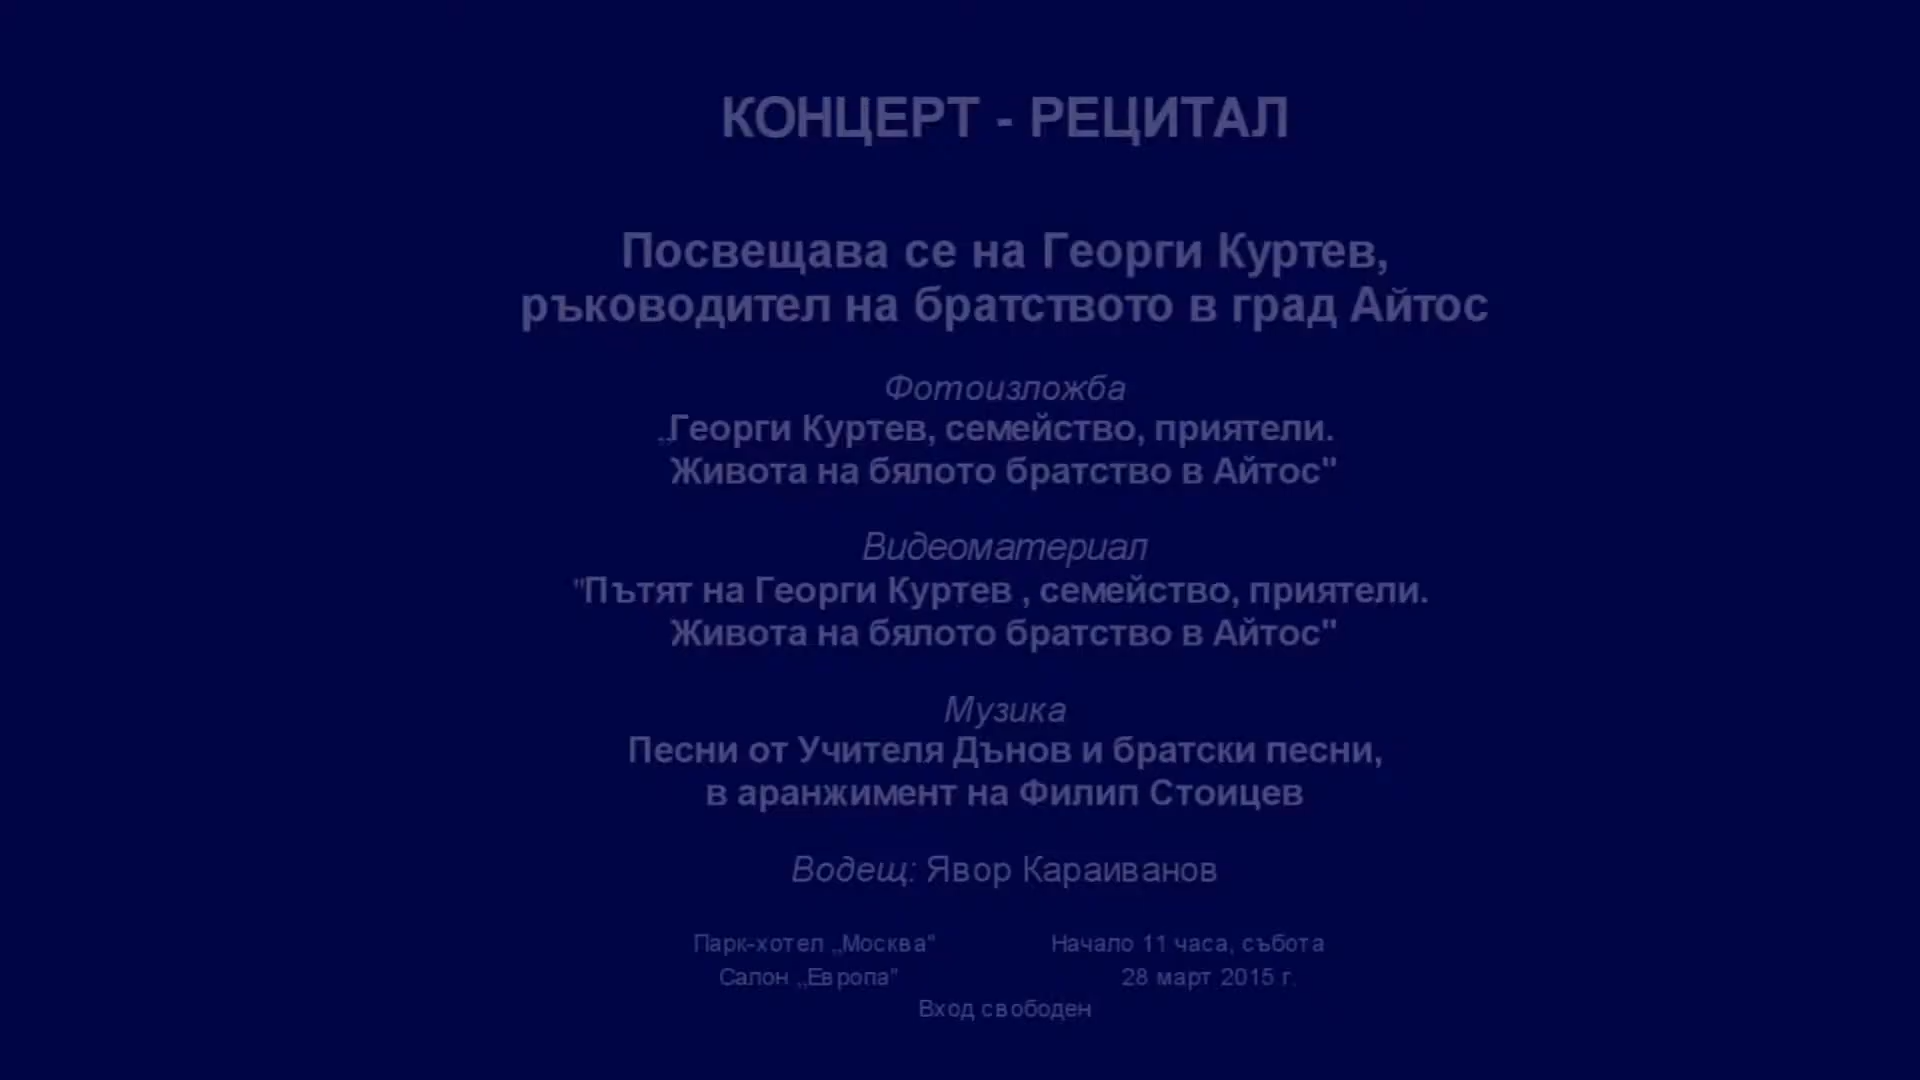 КОНЦЕРТ - РЕЦИТАЛ
Посвещава се на Георги Куртев,
ръководител на братството в град Айтос
Фотоизложба
„Георги Куртев, семейство, приятели.
Живота на бялото братство в Айтос"
Видеоматериал
"Пътят на Георги Куртев , семейство, приятели.
Живота на бялото братство в Айтос"
Музика
Песни от Учителя Дънов и братски песни,
в аранжимент на Филип Стоицев
Водещ: Явор Караиванов
Парк-хотел „Москва" Начало 11 часа, събота
Салон „Европа" 28 март 2015 г.
Вход свободен